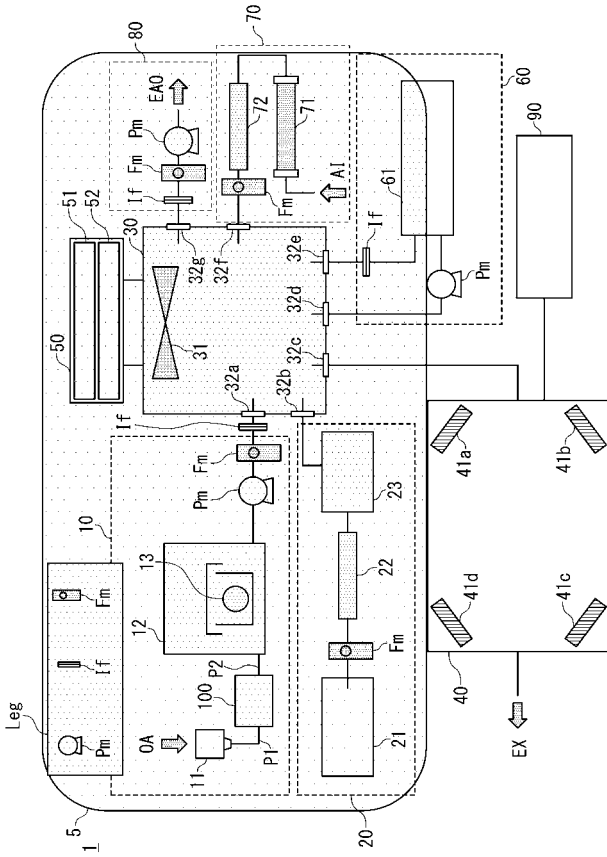 1
5
Leg
Pm
If
Fm
10
OA
11
P1
100
P2
12
13
Pm
Fm
If
32a
20
21
Fm
22
23
32b
50
51
52
30
31
32g
32f
32e
32d
32c
80
EAO
Pm
Fm
If
70
72
71
Fm
AI
60
61
If
Pm
90
40
41a
41b
41c
41d
EX